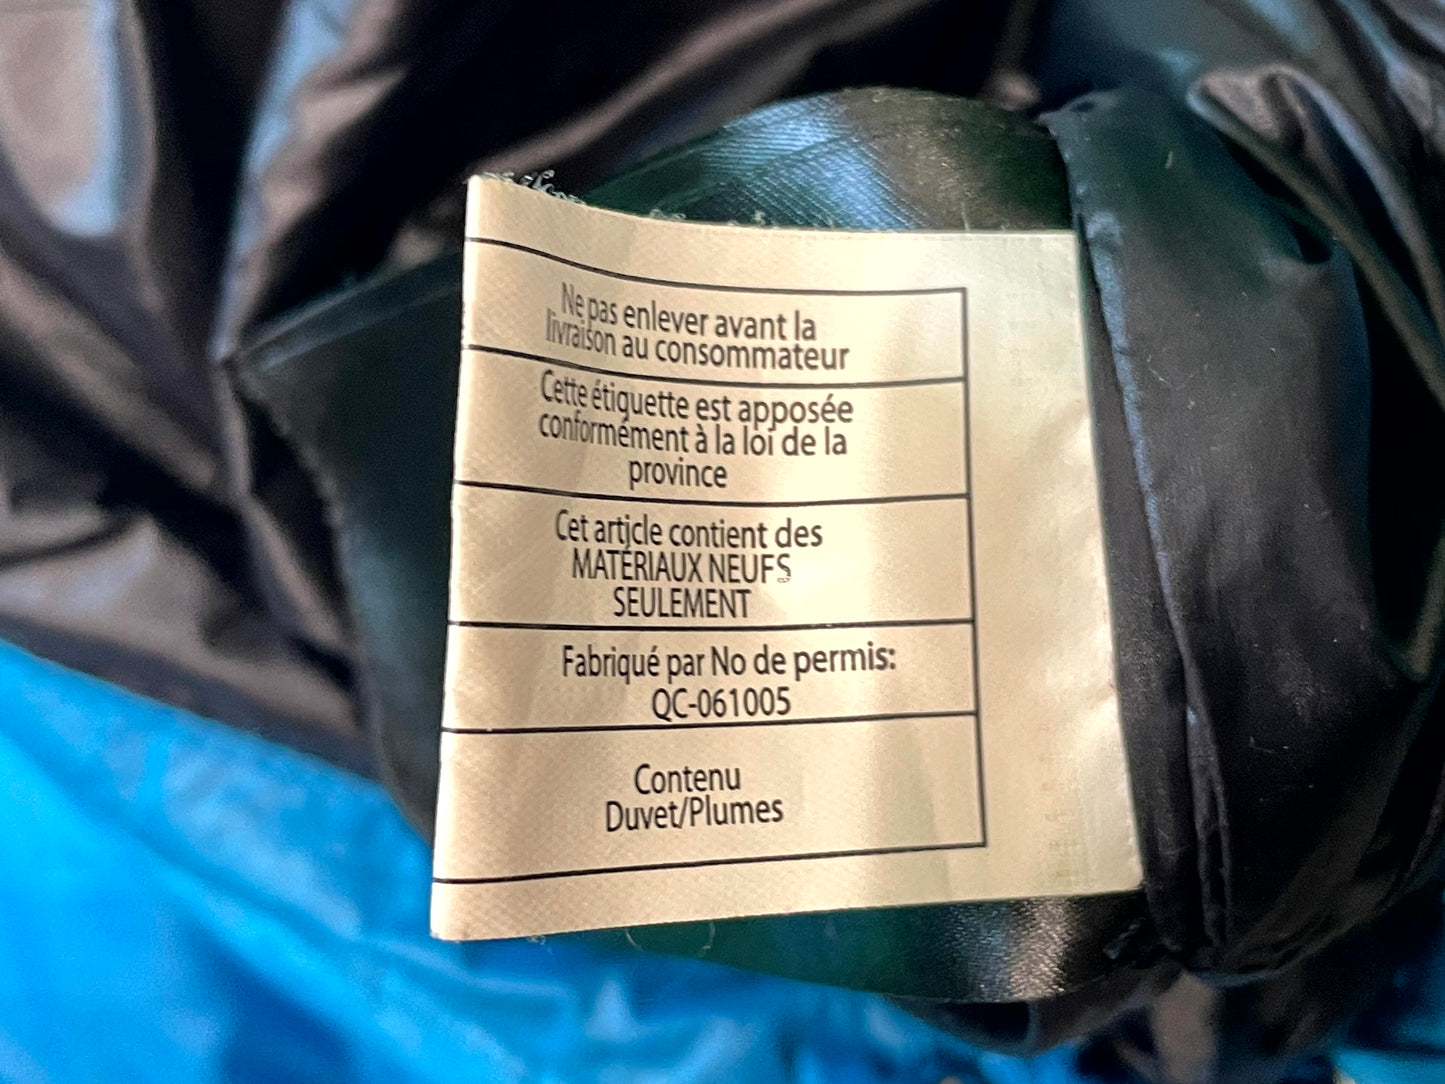 Ne pas enlever avant la
livraison au consommateur
Cette étiquette est apposée
conformément à la loi de la
province
Cet article contient des
MATÉRIAUX NEUFS
SEULEMENT
Fabriqué par No de permis:
QC-061005
Contenu
Duvet/Plumes